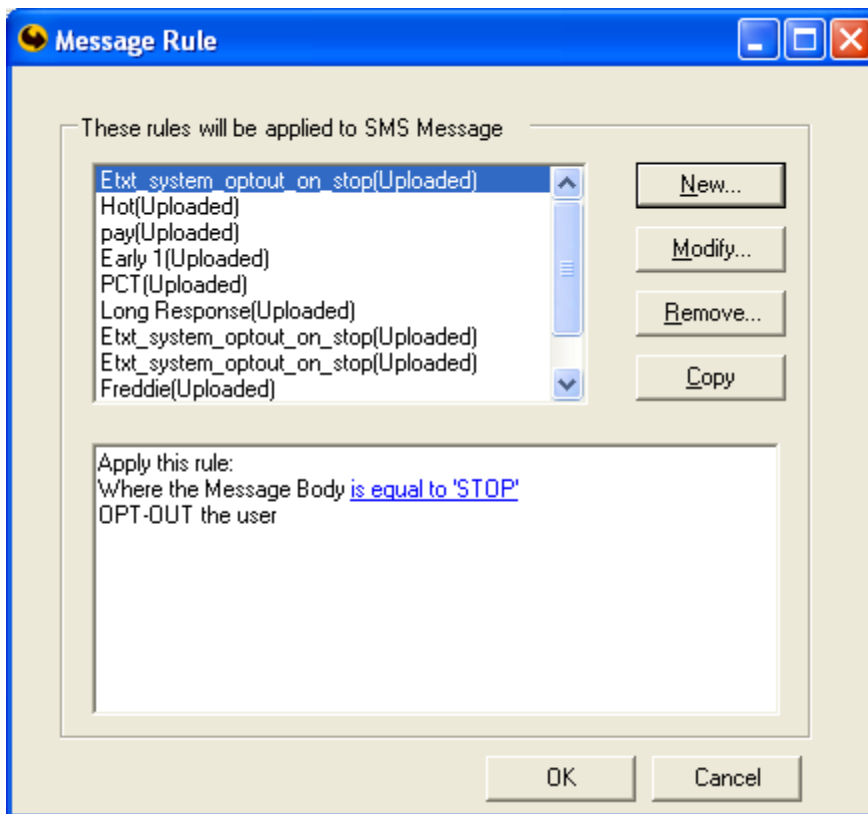 Message Rule
These rules will be applied to SMS Message
Etxt_system_optout_on_stop(Uploaded)
Hot(Uploaded)
pay(Uploaded)
Early 1(Uploaded)
PCT(Uploaded)
Long Response(Uploaded)
Etxt_system_optout_on_stop(Uploaded)
Etxt_system_optout_on_stop(Uploaded)
Freddie(Uploaded)
New...
Modify...
Remove...
Copy
Apply this rule:
Where the Message Body is equal to 'STOP'
OPT-OUT the user
OK
Cancel